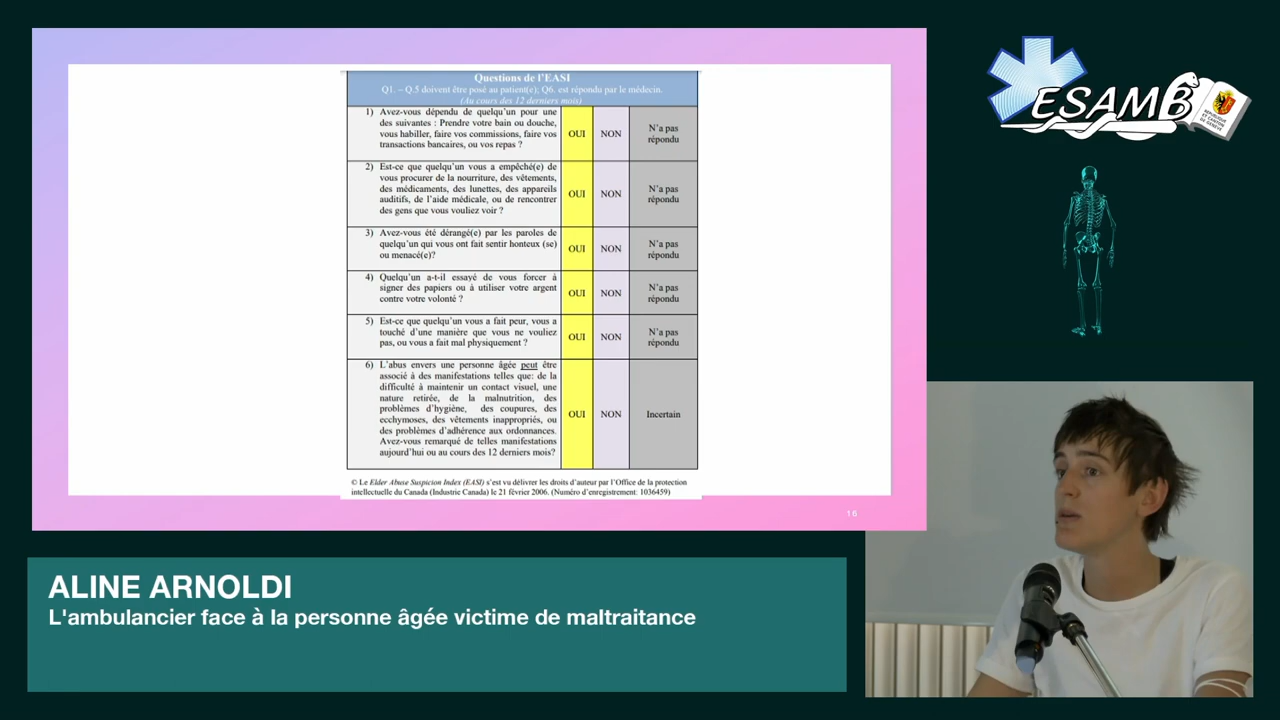 Questions de l'EASI
Q1. – Q.5 doivent être posé au patient(e); Q6. est répondu par le médecin.
(Au cours des 12 derniers mois)
1) Avez-vous dépendu de quelqu'un pour une
des suivantes : Prendre votre bain ou douche,
vous habiller, faire vos commissions, faire vos
transactions bancaires, ou vos repas ?
OUI
NON
N'a pas
répondu
2) Est-ce que quelqu'un vous a empêché(e) de
vous procurer de la nourriture, des vêtements,
des médicaments, des lunettes, des appareils
auditifs, de l'aide médicale, ou de rencontrer
des gens que vous vouliez voir ?
OUI
NON
N'a pas
répondu
3) Avez-vous été dérangé(e) par les paroles de
quelqu'un qui vous ont fait sentir honteux (se)
ou menacé(e)?
OUI
NON
N'a pas
répondu
4) Quelqu'un a-t-il essayé de vous forcer à
signer des papiers ou à utiliser votre argent
contre votre volonté ?
OUI
NON
N'a pas
répondu
5) Est-ce que quelqu'un vous a fait peur, vous a
touché d'une manière que vous ne vouliez
pas, ou vous a fait mal physiquement ?
OUI
NON
N'a pas
répondu
6) L'abus envers une personne âgée peut être
associé à des manifestations telles que: de la
difficulté à maintenir un contact visuel, une
nature retirée, de la malnutrition, des
problèmes d'hygiène, des coupures, des
ecchymoses, des vêtements inappropriés, ou
des problèmes d'adhérence aux ordonnances.
Avez-vous remarqué de telles manifestations
aujourd'hui ou au cours des 12 derniers mois?
OUI
NON
Incertain
© Le Elder Abuse Suspicion Index (EASI) s'est vu délivrer les droits d'auteur par l'Office de la protection
intellectuelle du Canada (Industrie Canada) le 21 février 2006. (Numéro d'enregistrement: 1036459)
16
ESAMB
RÉPUBLIQUE
ET CANTON
DE GENÈVE
ALINE ARNOLDI
L'ambulancier face à la personne âgée victime de maltraitance